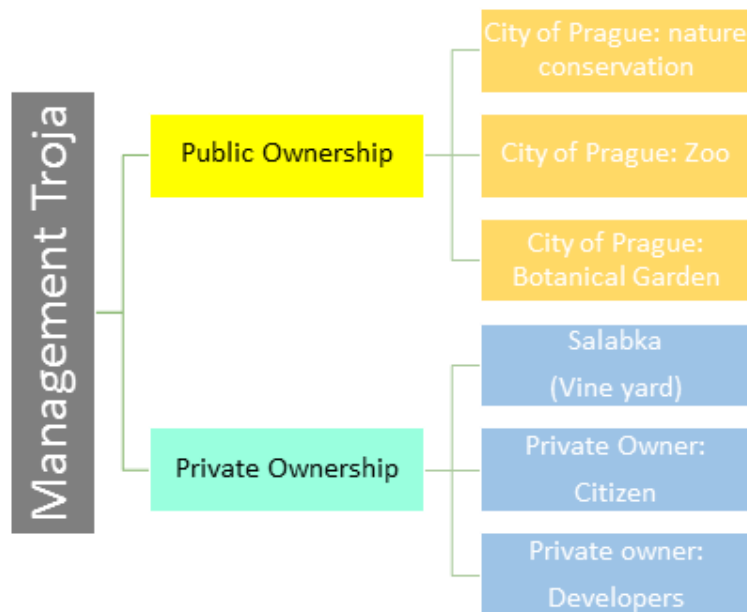 Management Troja
Public Ownership
City of Prague: nature
conservation
City of Prague: Zoo
City of Prague:
Botanical Garden
Private Ownership
Salabka
(Vine yard)
Private Owner:
Citizen
Private owner:
Developers